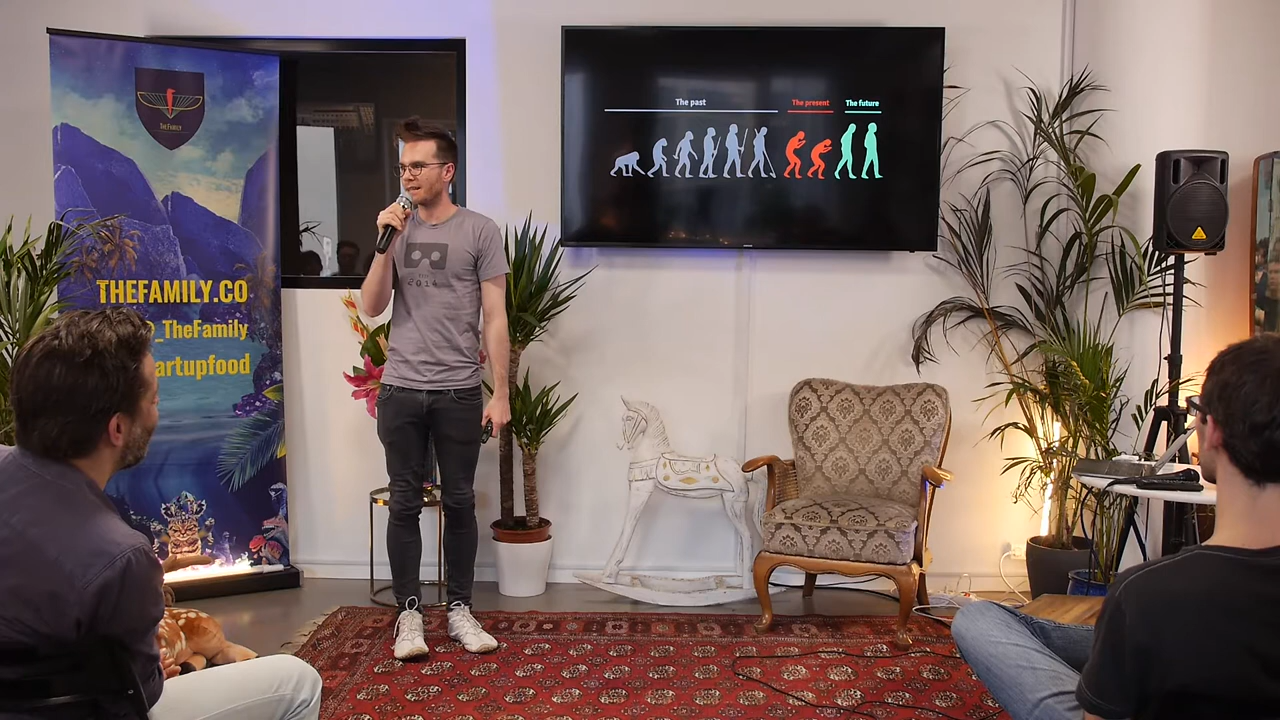 THE FAMILY
THEFAMILY.CO
_TheFamily
artupfood
2014
The past
The present
The future